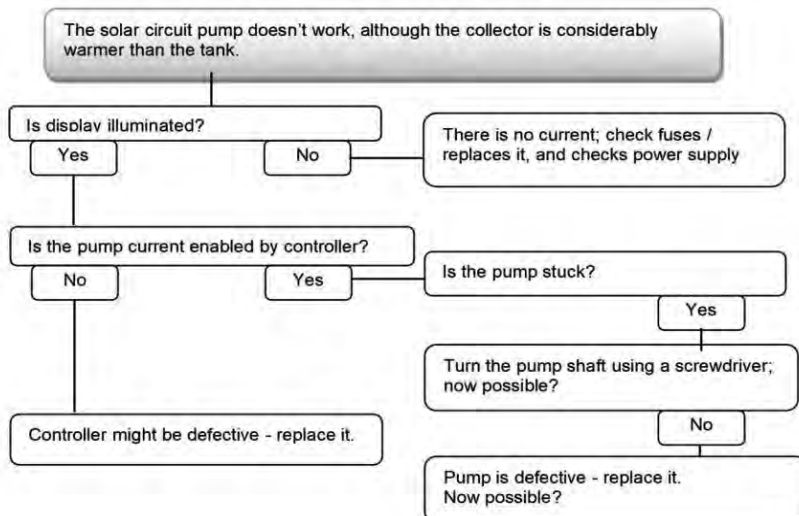 The solar circuit pump doesn't work, although the collector is considerably
warmer than the tank.
Is display illuminated?
Yes
No
There is no current; check fuses /
replaces it, and checks power supply
Is the pump current enabled by controller?
No
Yes
Is the pump stuck?
Yes
Turn the pump shaft using a screwdriver;
now possible?
No
Controller might be defective - replace it.
Pump is defective - replace it.
Now possible?